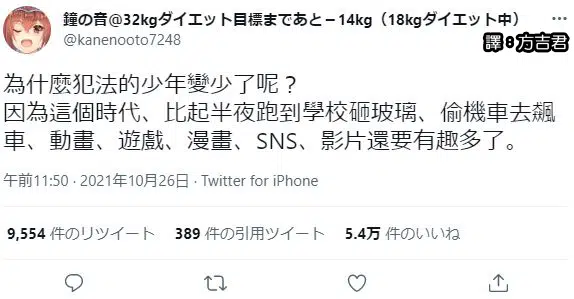 鐘の音@32kgダイエット目標まであと－14kg（18kgダイエット中）
@kanenooto7248
譯：方吉君
為什麼犯法的少年變少了呢？
因為這個時代、比起半夜跑到學校砸玻璃、偷機車去飆
車、動畫、遊戲、漫畫、SNS、影片還要有趣多了。
午前11:50 · 2021年10月26日 · Twitter for iPhone
9,554 件のリツイート 389 件の引用ツイート 5.4万 件のいいね